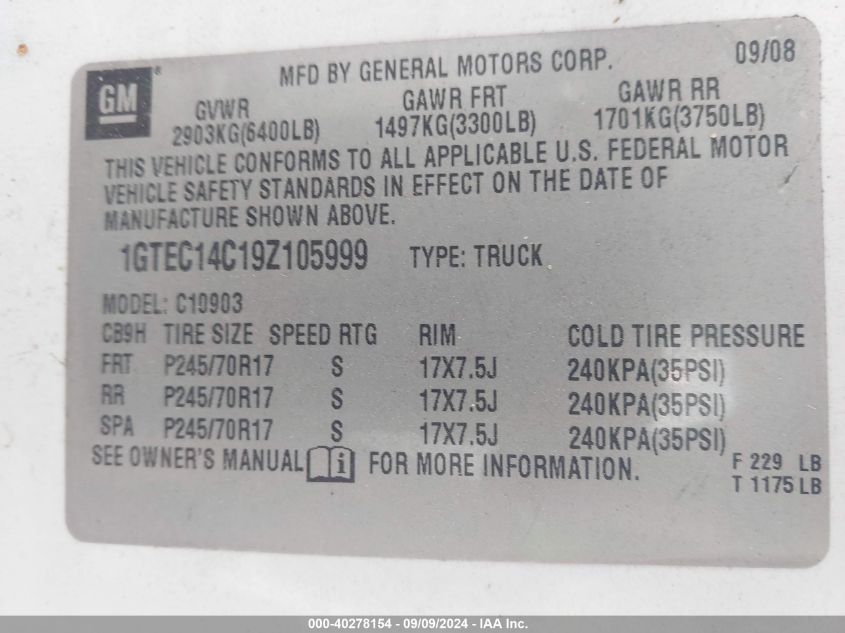 GM ®
MFD BY GENERAL MOTORS CORP. 09/08
GVWR GAWR FRT GAWR RR
2903KG(6400LB) 1497KG(3300LB) 1701KG(3750LB)
THIS VEHICLE CONFORMS TO ALL APPLICABLE U.S. FEDERAL MOTOR
VEHICLE SAFETY STANDARDS IN EFFECT ON THE DATE OF
MANUFACTURE SHOWN ABOVE.
1GTEC14C19Z105999 TYPE: TRUCK
MODEL: C10903
CB9H TIRE SIZE SPEED RTG RIM COLD TIRE PRESSURE
FRT P245/70R17 S 17X7.5J 240KPA(35PSI)
RR P245/70R17 S 17X7.5J 240KPA(35PSI)
SPA P245/70R17 S 17X7.5J 240KPA(35PSI)
SEE OWNER'S MANUAL i FOR MORE INFORMATION.
F 229 LB
T 1175 LB
000-40278154 - 09/09/2024 - IAA Inc.